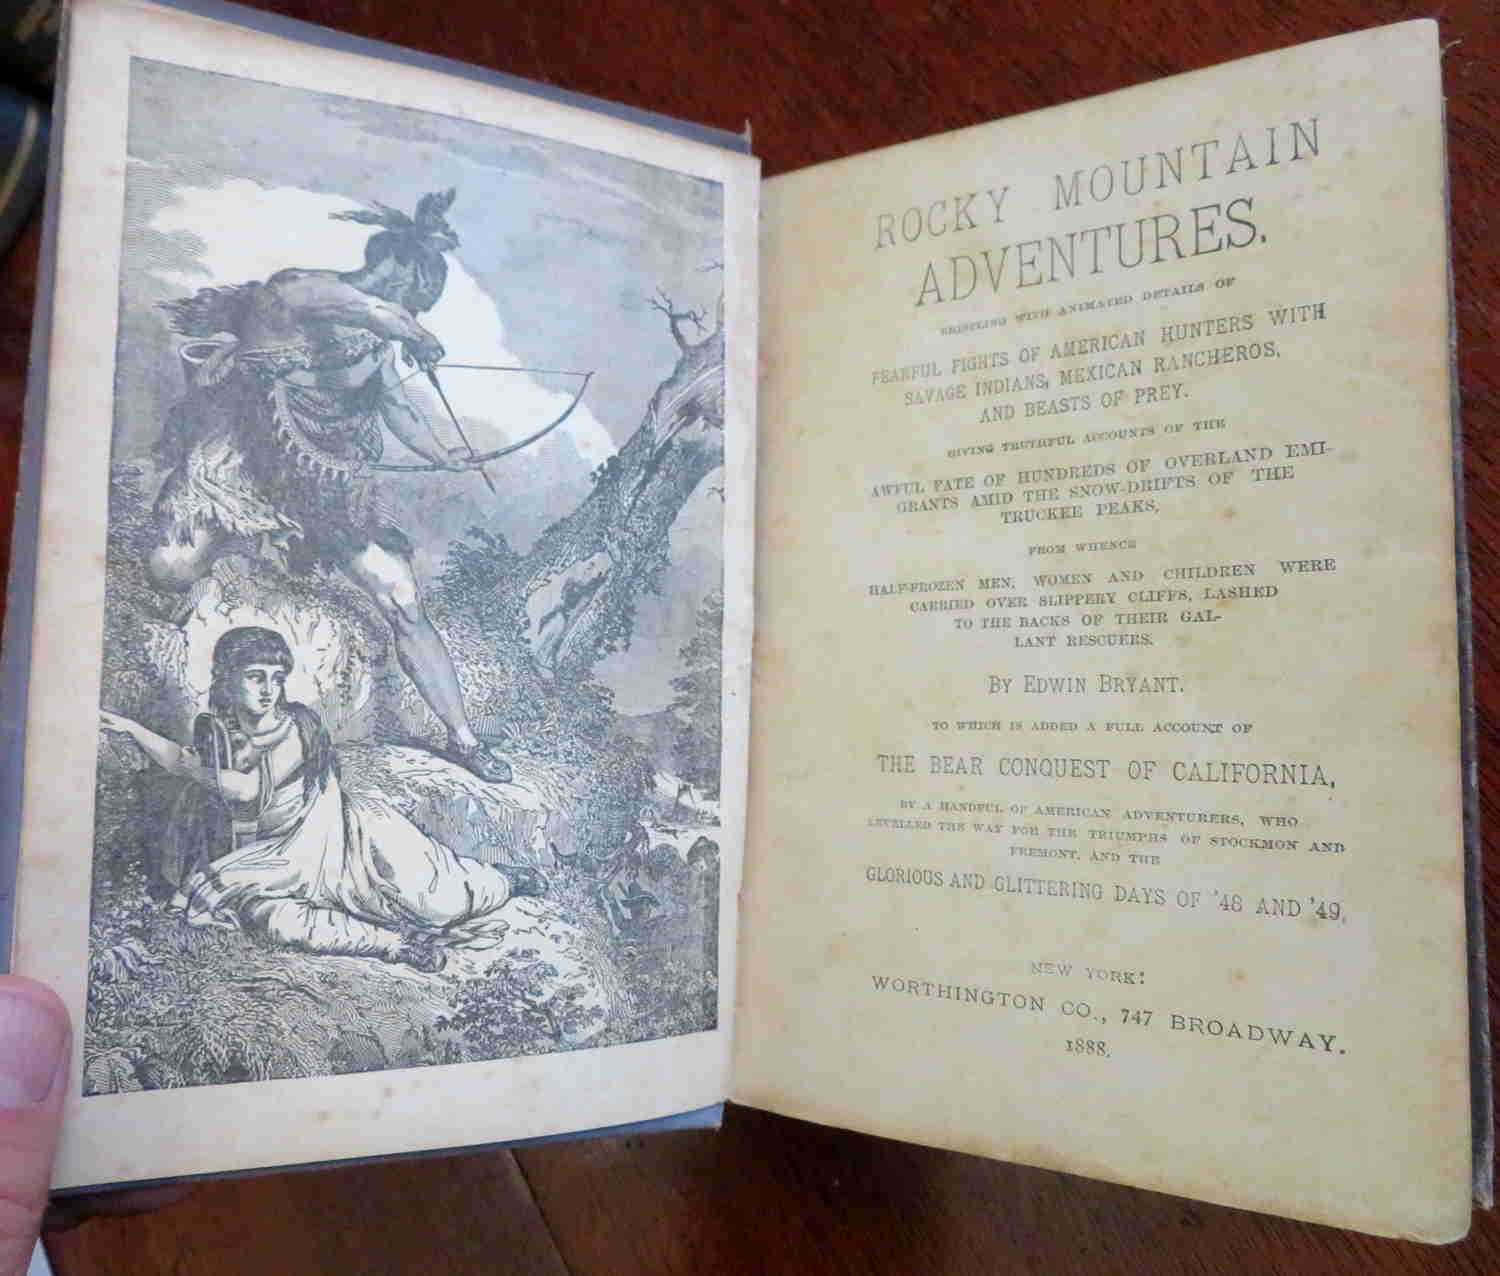 ROCKY MOUNTAIN
ADVENTURES.
BRISTLING WITH ANIMATED DETAILS OF
FEARFUL FIGHTS OF AMERICAN HUNTERS WITH
SAVAGE INDIANS, MEXICAN RANCHEROS,
AND BEASTS OF PREY.
GIVING TRUTHFUL ACCOUNTS OF THE
AWFUL FATE OF HUNDREDS OF OVERLAND EMI-
GRANTS AMID THE SNOW-DRIFTS OF THE
TRUCKEE PEAKS,
FROM WHENCE
HALF-FROZEN MEN, WOMEN AND CHILDREN WERE
CARRIED OVER SLIPPERY CLIFFS, LASHED
TO THE BACKS OF THEIR GAL-
LANT RESCUERS.
BY EDWIN BRYANT.
TO WHICH IS ADDED A FULL ACCOUNT OF
THE BEAR CONQUEST OF CALIFORNIA,
BY A HANDFUL OF AMERICAN ADVENTURERS, WHO
LEVELLED THE WAY FOR THE TRIUMPHS OF STOCKMON AND
FREMONT, AND THE
GLORIOUS AND GLITTERING DAYS OF '48 AND '49.
NEW YORK:
WORTHINGTON CO., 747 BROADWAY.
1888.